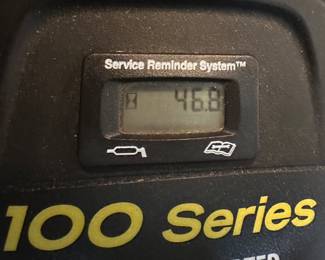 Service Reminder System™
46.8
100 Series